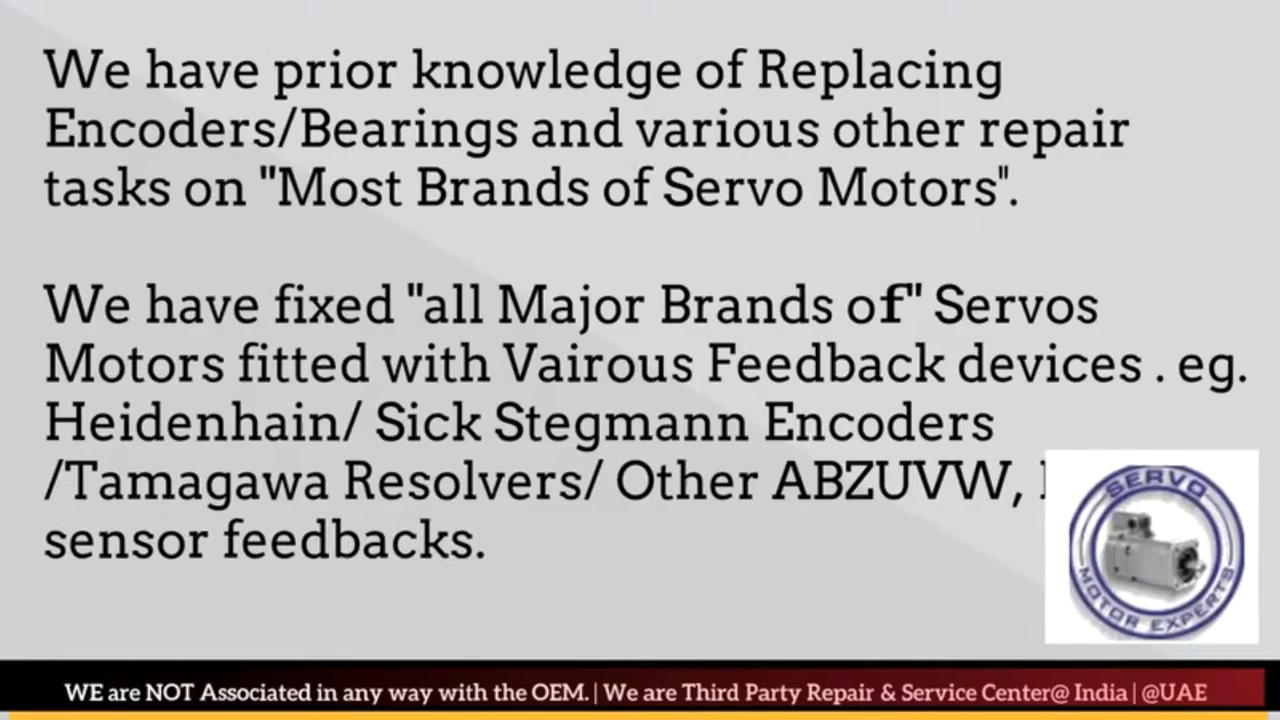 We have prior knowledge of Replacing
Encoders/Bearings and various other repair
tasks on "Most Brands of Servo Motors".
We have fixed "all Major Brands of" Servos
Motors fitted with Vairous Feedback devices . eg.
Heidenhain/ Sick Stegmann Encoders
/Tamagawa Resolvers/ Other ABZUVW,
sensor feedbacks.
SERVO
MOTOR EXPERTS
WE are NOT Associated in any way with the OEM. | We are Third Party Repair & Service Center@ India | @UAE